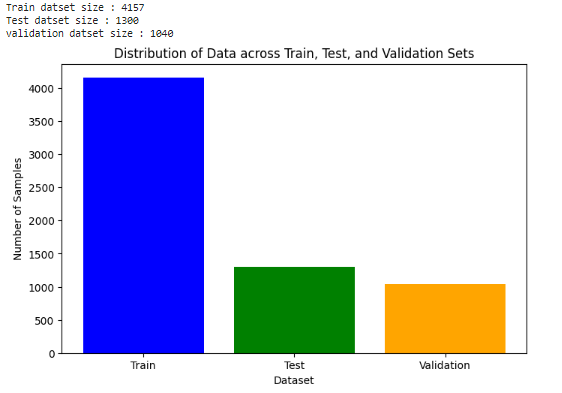 Train datset size : 4157
Test datset size : 1300
validation datset size : 1040
Distribution of Data across Train, Test, and Validation Sets
4000
3500
3000
2500
2000
1500
1000
500
0
Number of Samples
Train Test Validation
Dataset